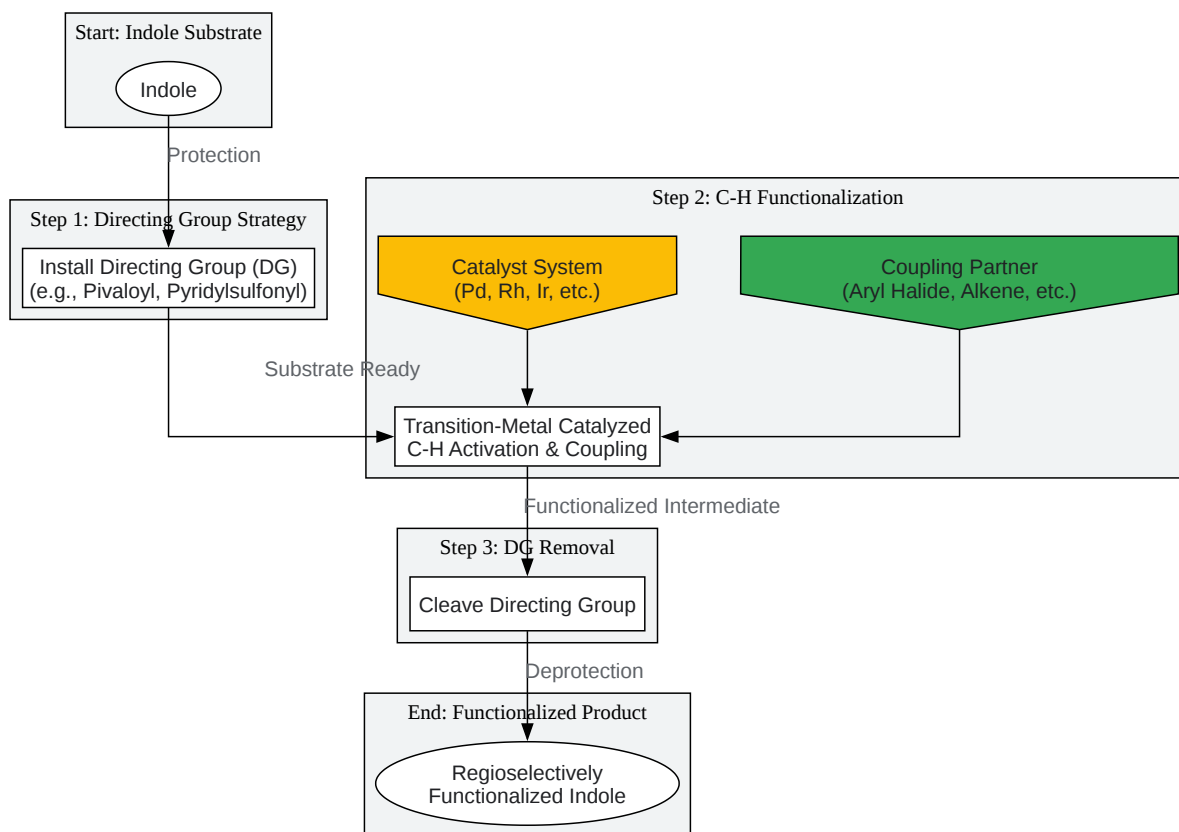 Start: Indole Substrate
Indole
Protection
Step 1: Directing Group Strategy
Install Directing Group (DG)
(e.g., Pivaloyl, Pyridylsulfonyl)
Step 2: C-H Functionalization
Catalyst System
(Pd, Rh, Ir, etc.)
Coupling Partner
(Aryl Halide, Alkene, etc.)
Substrate Ready
Transition-Metal Catalyzed
C-H Activation & Coupling
Functionalized Intermediate
Step 3: DG Removal
Cleave Directing Group
Deprotection
End: Functionalized Product
Regioselectively
Functionalized Indole